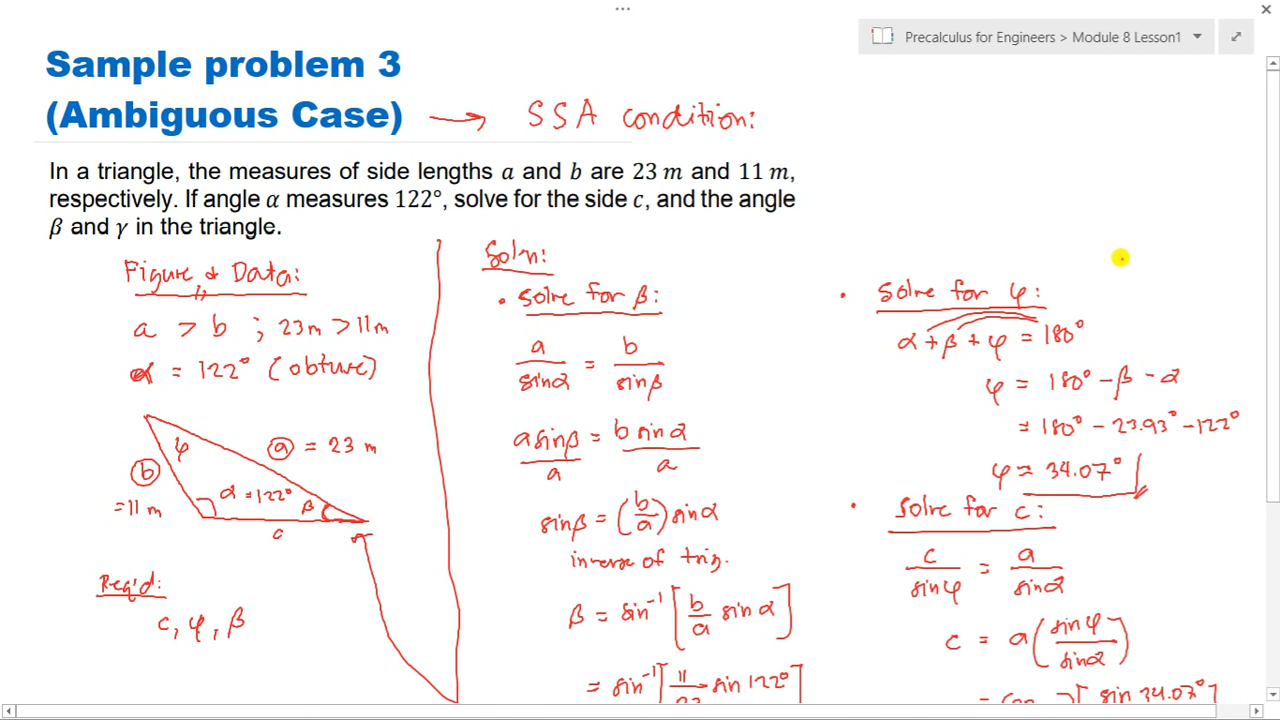 Precalculus for Engineers > Module 8 Lesson1
Sample problem 3
(Ambiguous Case) → SSA condition:
In a triangle, the measures of side lengths a and b are 23 m and 11 m,
respectively. If angle α measures 122°, solve for the side c, and the angle
β and γ in the triangle.
Figure & Data:
a > b ; 23m > 11m
α = 122° (obtuse)
φ
ⓐ = 23 m
ⓑ
= 11 m
α = 122°
β
c
Req'd:
c, φ, β
Soln:
• Solve for β:
a/sinα = b/sinβ
a sinβ/a = b sinα/a
sinβ = (b/a) sinα
inverse of trig.
β = sin⁻¹[b/a sinα]
= sin⁻¹[11/23 sin 122°]
• Solve for φ:
α + β + φ = 180°
φ = 180° - β - α
= 180° - 23.93° - 122°
φ = 34.07°
• Solve for c:
c/sinφ = a/sinα
c = a(sinφ/sinα)
sin 34.07°